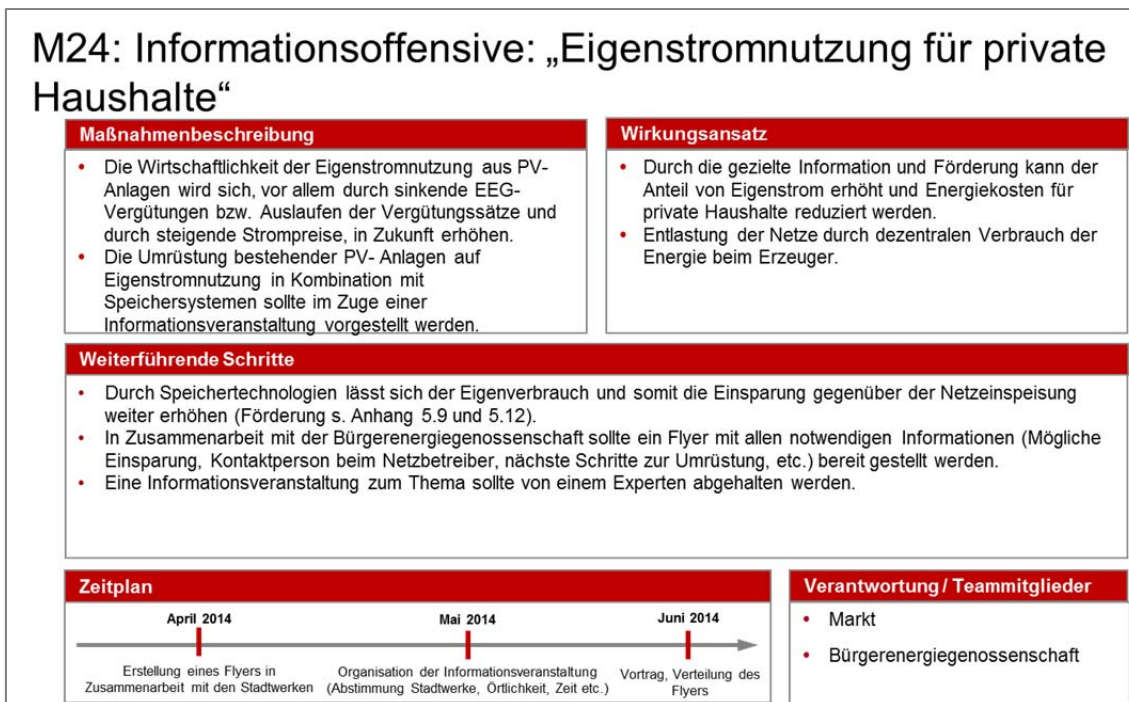 M24: Informationsoffensive: „Eigenstromnutzung für private
Haushalte“
Maßnahmenbeschreibung
• Die Wirtschaftlichkeit der Eigenstromnutzung aus PV-
Anlagen wird sich, vor allem durch sinkende EEG-
Vergütungen bzw. Auslaufen der Vergütungssätze und
durch steigende Strompreise, in Zukunft erhöhen.
• Die Umrüstung bestehender PV- Anlagen auf
Eigenstromnutzung in Kombination mit
Speichersystemen sollte im Zuge einer
Informationsveranstaltung vorgestellt werden.
Wirkungsansatz
• Durch die gezielte Information und Förderung kann der
Anteil von Eigenstrom erhöht und Energiekosten für
private Haushalte reduziert werden.
• Entlastung der Netze durch dezentralen Verbrauch der
Energie beim Erzeuger.
Weiterführende Schritte
• Durch Speichertechnologien lässt sich der Eigenverbrauch und somit die Einsparung gegenüber der Netzeinspeisung
weiter erhöhen (Förderung s. Anhang 5.9 und 5.12).
• In Zusammenarbeit mit der Bürgerenergiegenossenschaft sollte ein Flyer mit allen notwendigen Informationen (Mögliche
Einsparung, Kontaktperson beim Netzbetreiber, nächste Schritte zur Umrüstung, etc.) bereit gestellt werden.
• Eine Informationsveranstaltung zum Thema sollte von einem Experten abgehalten werden.
Zeitplan
April 2014
Erstellung eines Flyers in
Zusammenarbeit mit den Stadtwerken
Mai 2014
Organisation der Informationsveranstaltung
(Abstimmung Stadtwerke, Örtlichkeit, Zeit etc.)
Juni 2014
Vortrag, Verteilung des
Flyers
Verantwortung / Teammitglieder
• Markt
• Bürgerenergiegenossenschaft